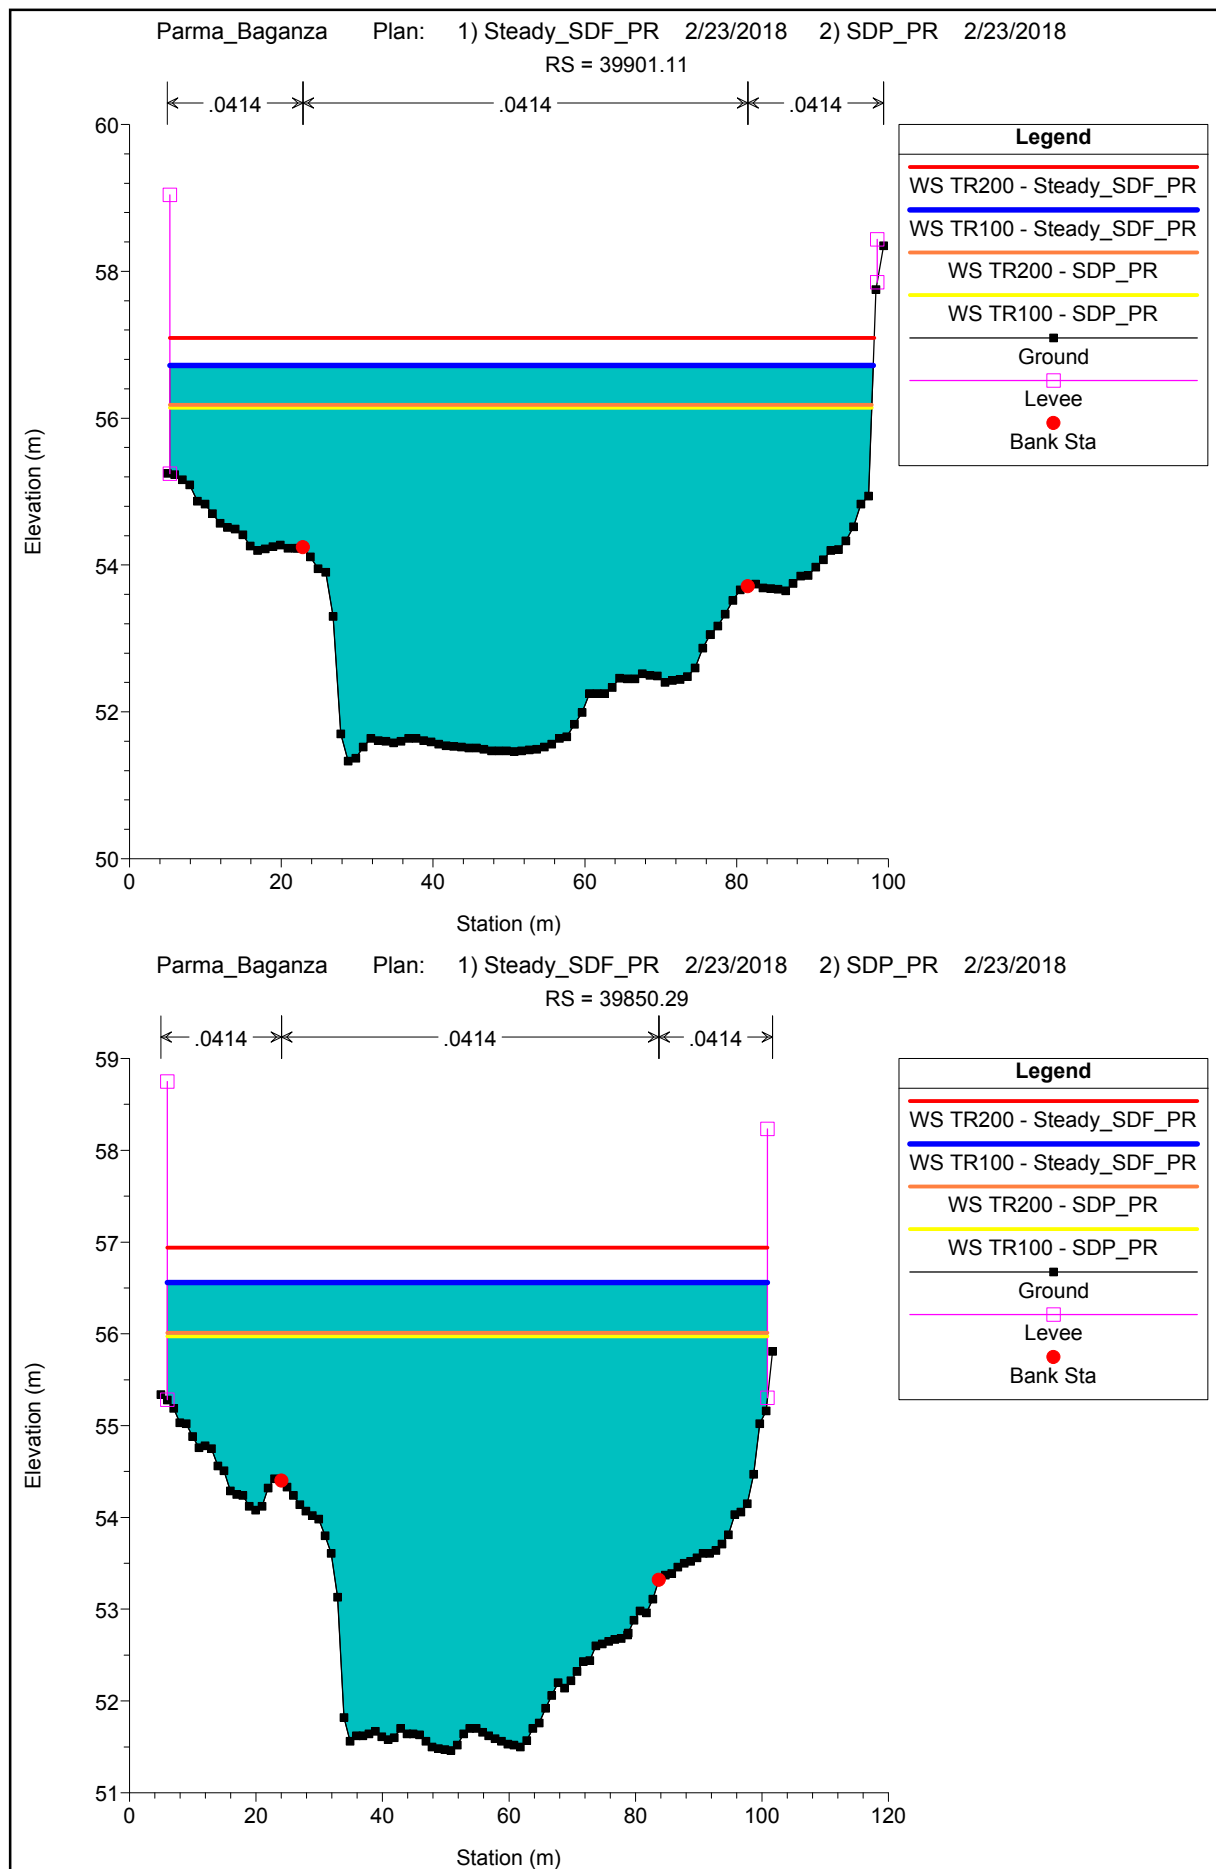 Parma_Baganza Plan: 1) Steady_SDF_PR 2/23/2018 2) SDP_PR 2/23/2018
RS = 39901.11
.0414 .0414 .0414
60
58
56
54
52
50
Elevation (m)
0 20 40 60 80 100
Station (m)
Legend
WS TR200 - Steady_SDF_PR
WS TR100 - Steady_SDF_PR
WS TR200 - SDP_PR
WS TR100 - SDP_PR
Ground
Levee
Bank Sta
Parma_Baganza Plan: 1) Steady_SDF_PR 2/23/2018 2) SDP_PR 2/23/2018
RS = 39850.29
.0414 .0414 .0414
59
58
57
56
55
54
53
52
51
Elevation (m)
0 20 40 60 80 100 120
Station (m)
Legend
WS TR200 - Steady_SDF_PR
WS TR100 - Steady_SDF_PR
WS TR200 - SDP_PR
WS TR100 - SDP_PR
Ground
Levee
Bank Sta